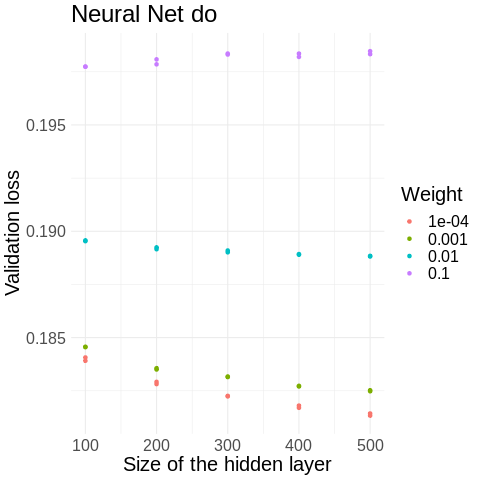 Neural Net do
Validation loss
0.195
0.190
0.185
100 200 300 400 500
Size of the hidden layer
Weight
1e-04
0.001
0.01
0.1